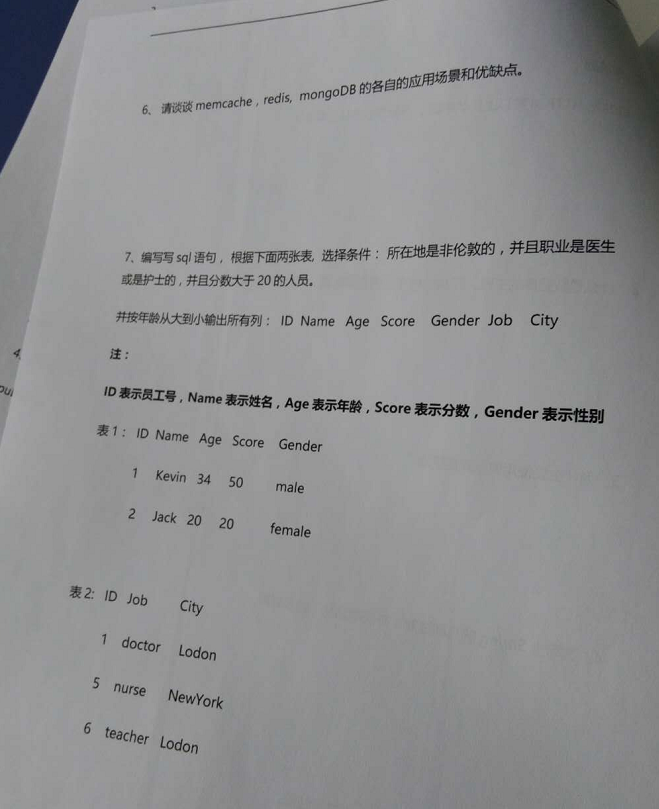 6、请谈谈 memcache，redis, mongoDB 的各自的应用场景和优缺点。
7、编写写 sql 语句，根据下面两张表, 选择条件：所在地是非伦敦的，并且职业是医生
或是护士的，并且分数大于 20 的人员。
并按年龄从大到小输出所有列： ID Name Age Score Gender Job City
注：
ID 表示员工号，Name 表示姓名，Age 表示年龄，Score 表示分数，Gender 表示性别
表 1： ID Name Age Score Gender
1 Kevin 34 50 male
2 Jack 20 20 female
表 2: ID Job City
1 doctor Lodon
5 nurse NewYork
6 teacher Lodon